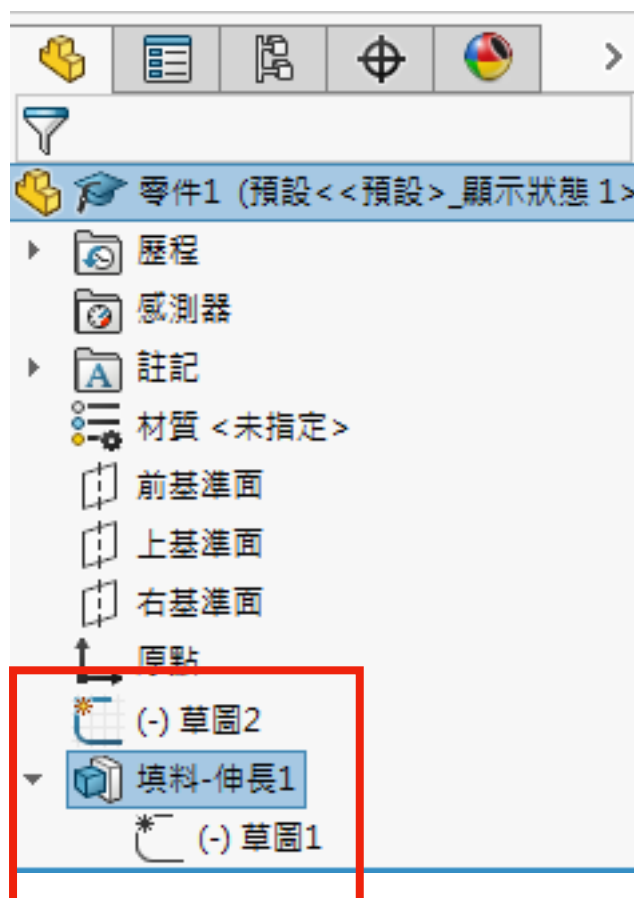 零件1 (預設<<預設>_顯示狀態 1>
歷程
感測器
A 註記
材質 <未指定>
前基準面
上基準面
右基準面
原點
(-) 草圖2
填料-伸長1
(-) 草圖1